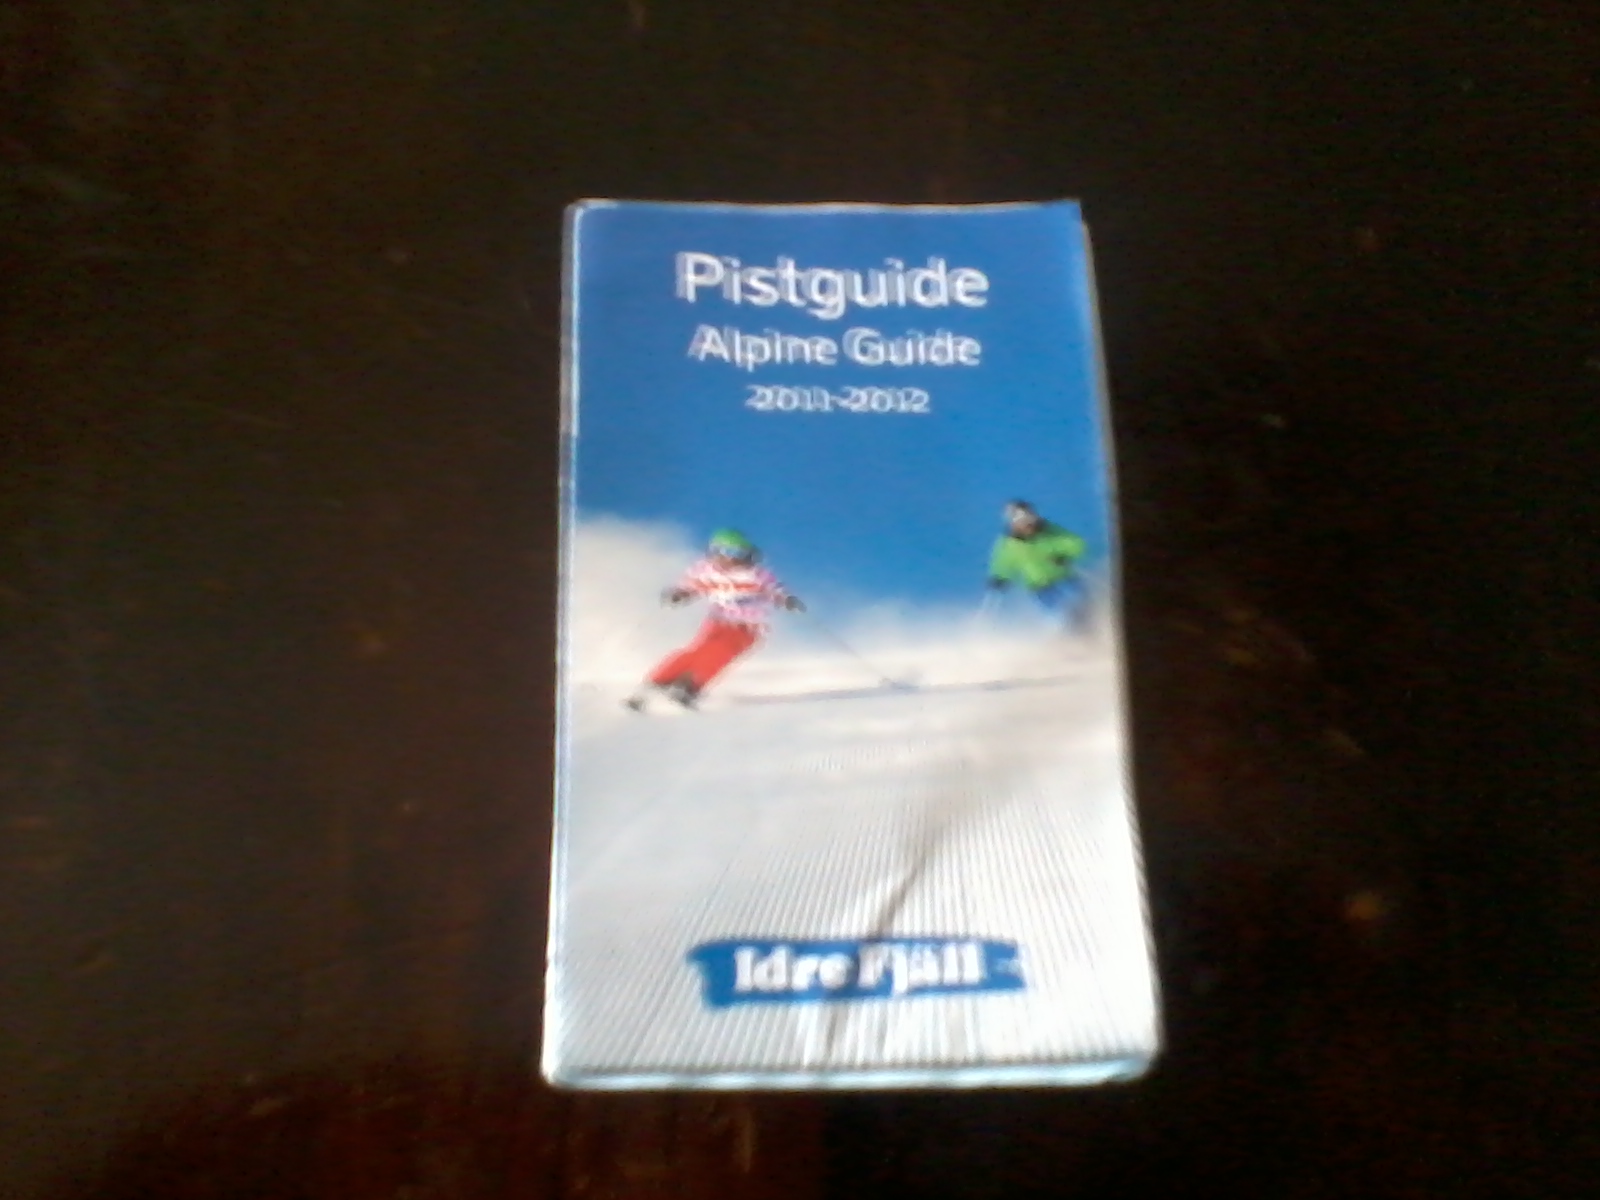 Pistguide
Alpine Guide
2011-2012
Idre Fjäll